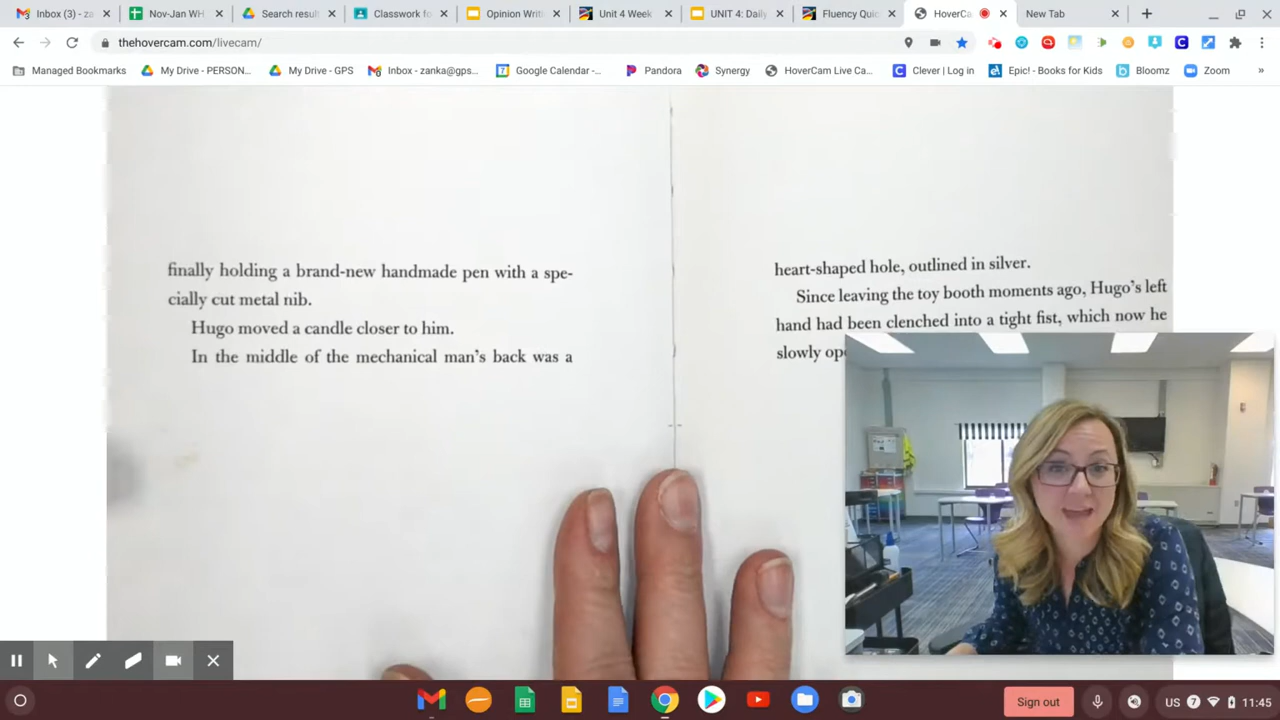 Inbox (3) - za
Nov-Jan WH
Search resul
Classwork fo
Opinion Writ
Unit 4 Week
UNIT 4: Daily
Fluency Quic
HoverCa
New Tab
thehovercam.com/livecam/
Managed Bookmarks
My Drive - PERSON...
My Drive - GPS
Inbox - zanka@gps...
Google Calendar -...
Pandora
Synergy
HoverCam Live Ca...
Clever | Log in
Epic! - Books for Kids
Bloomz
Zoom
»
finally holding a brand-new handmade pen with a spe-
cially cut metal nib.
Hugo moved a candle closer to him.
In the middle of the mechanical man's back was a
heart-shaped hole, outlined in silver.
Since leaving the toy booth moments ago, Hugo's left
hand had been clenched into a tight fist, which now he
slowly op
Sign out
US
7
11:45